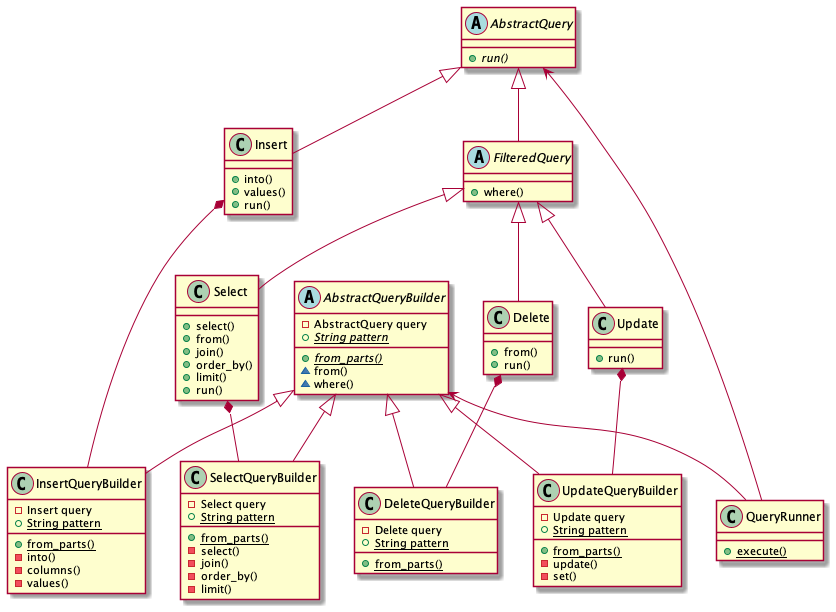 A AbstractQuery
run()
C Insert
into()
values()
run()
A FilteredQuery
where()
C Select
select()
from()
join()
order_by()
limit()
run()
A AbstractQueryBuilder
AbstractQuery query
String pattern
from_parts()
from()
where()
C Delete
from()
run()
C Update
run()
C InsertQueryBuilder
Insert query
String pattern
from_parts()
into()
columns()
values()
C SelectQueryBuilder
Select query
String pattern
from_parts()
select()
join()
order_by()
limit()
C DeleteQueryBuilder
Delete query
String pattern
from_parts()
C UpdateQueryBuilder
Update query
String pattern
from_parts()
update()
set()
C QueryRunner
execute()